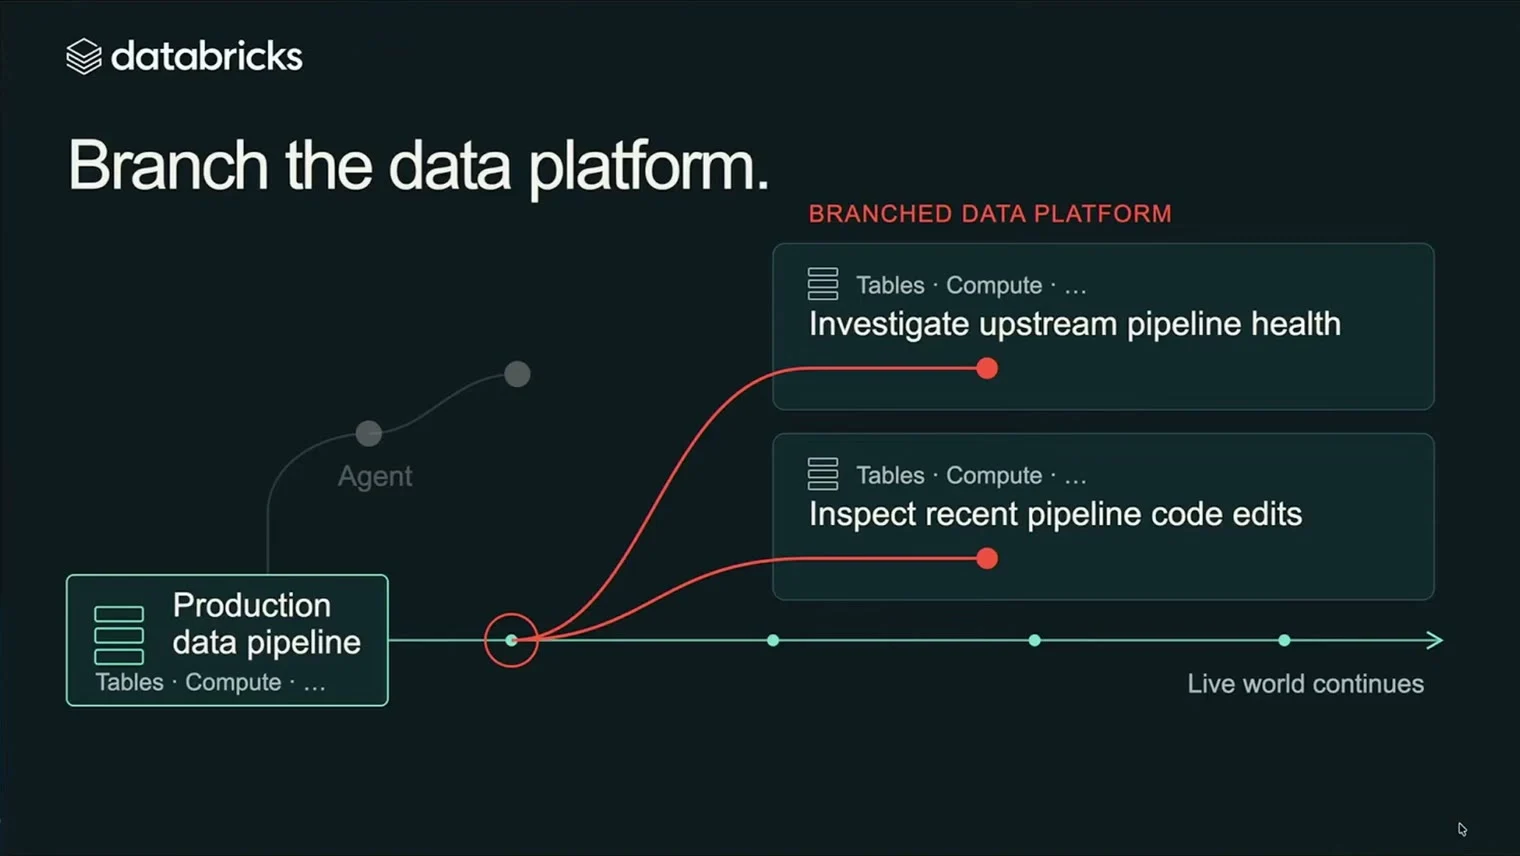 databricks
Branch the data platform.
BRANCHED DATA PLATFORM
Tables · Compute · …
Investigate upstream pipeline health
Agent
Tables · Compute · …
Inspect recent pipeline code edits
Production
data pipeline
Tables · Compute · …
Live world continues